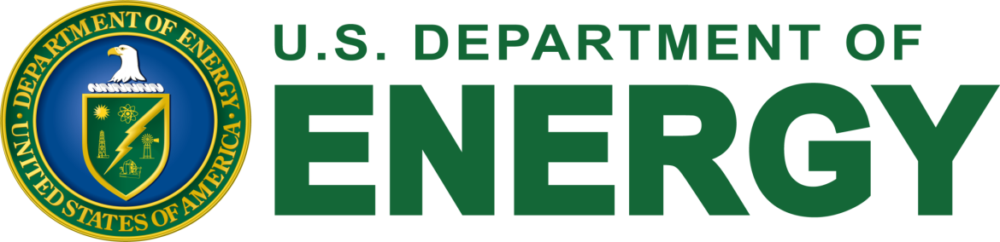 DEPARTMENT OF ENERGY
UNITED STATES OF AMERICA
U.S. DEPARTMENT OF
ENERGY